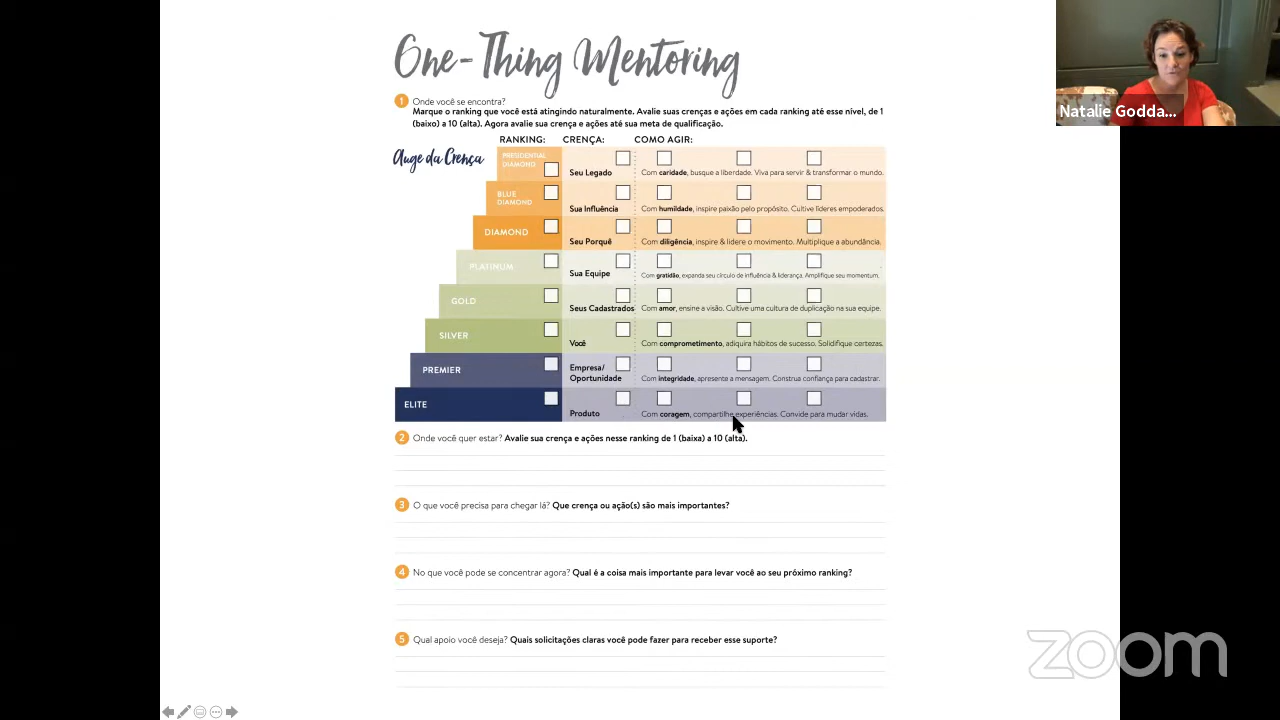 One-Thing Mentoring
1 Onde você se encontra?
Marque o ranking que você está atingindo naturalmente. Avalie suas crenças e ações em cada ranking até esse nível, de 1
(baixo) a 10 (alta). Agora avalie sua crença e ações até sua meta de qualificação.
RANKING: CRENÇA: COMO AGIR:
Auge da Crença
PRESIDENTIAL
DIAMOND
Seu Legado
Com caridade, busque a liberdade. Viva para servir & transformar o mundo.
BLUE
DIAMOND
Sua Influência
Com humildade, inspire paixão pelo propósito. Cultive líderes empoderados.
DIAMOND
Seu Porquê
Com diligência, inspire & lidere o movimento. Multiplique a abundância.
PLATINUM
Sua Equipe
Com gratidão, expanda seu círculo de influência & liderança. Amplifique seu momentum.
GOLD
Seus Cadastrados
Com amor, ensine a visão. Cultive uma cultura de duplicação na sua equipe.
SILVER
Você
Com comprometimento, adiquira hábitos de sucesso. Solidifique certezas.
PREMIER
Empresa/
Oportunidade
Com integridade, apresente a mensagem. Construa confiança para cadastrar.
ELITE
Produto
Com coragem, compartilhe experiências. Convide para mudar vidas.
2 Onde você quer estar? Avalie sua crença e ações nesse ranking de 1 (baixa) a 10 (alta).
3 O que você precisa para chegar lá? Que crença ou ação(s) são mais importantes?
4 No que você pode se concentrar agora? Qual é a coisa mais importante para levar você ao seu próximo ranking?
5 Qual apoio você deseja? Quais solicitações claras você pode fazer para receber esse suporte?
Natalie Godda...
zoom